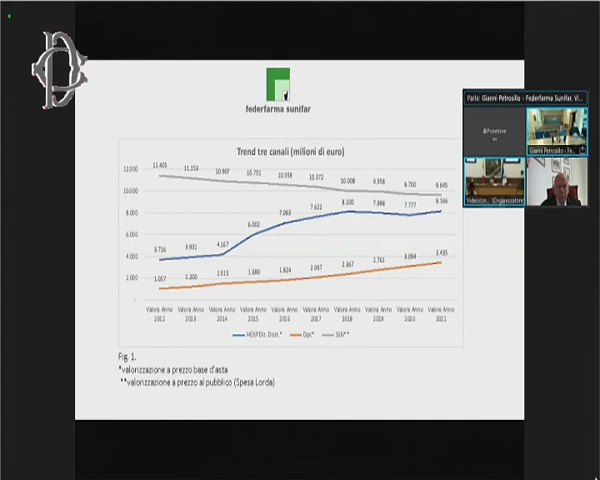 federfarma sunifar
Parla: Gianni Petrosillo - Federfarma Sunifar, Vi...
Gianni Petrosillo - Fe...
Trend tre canali (milioni di euro)
12.000
10.000
8.000
6.000
4.000
2.000
-
11.405 11.153 10.907 10.751 10.372 10.008 9.958 9.700 9.645
3.716 3.931 4.167 6.002 7.063 7.622 8.100 7.998 7.777 8.166
1.057 1.200 1.515 1.680 1.824 2.067 2.367 2.761 3.094 3.435
Valore Anno 2012 Valore Anno 2013 Valore Anno 2014 Valore Anno 2015 Valore Anno 2016 Valore Anno 2017 Valore Anno 2018 Valore Anno 2019 Valore Anno 2020 Valore Anno 2021
HOSP Dir. Distr.* Dpc* SSN**
Fig. 1.
*valorizzazione a prezzo base d'asta
**valorizzazione a prezzo al pubblico (Spesa Lorda)